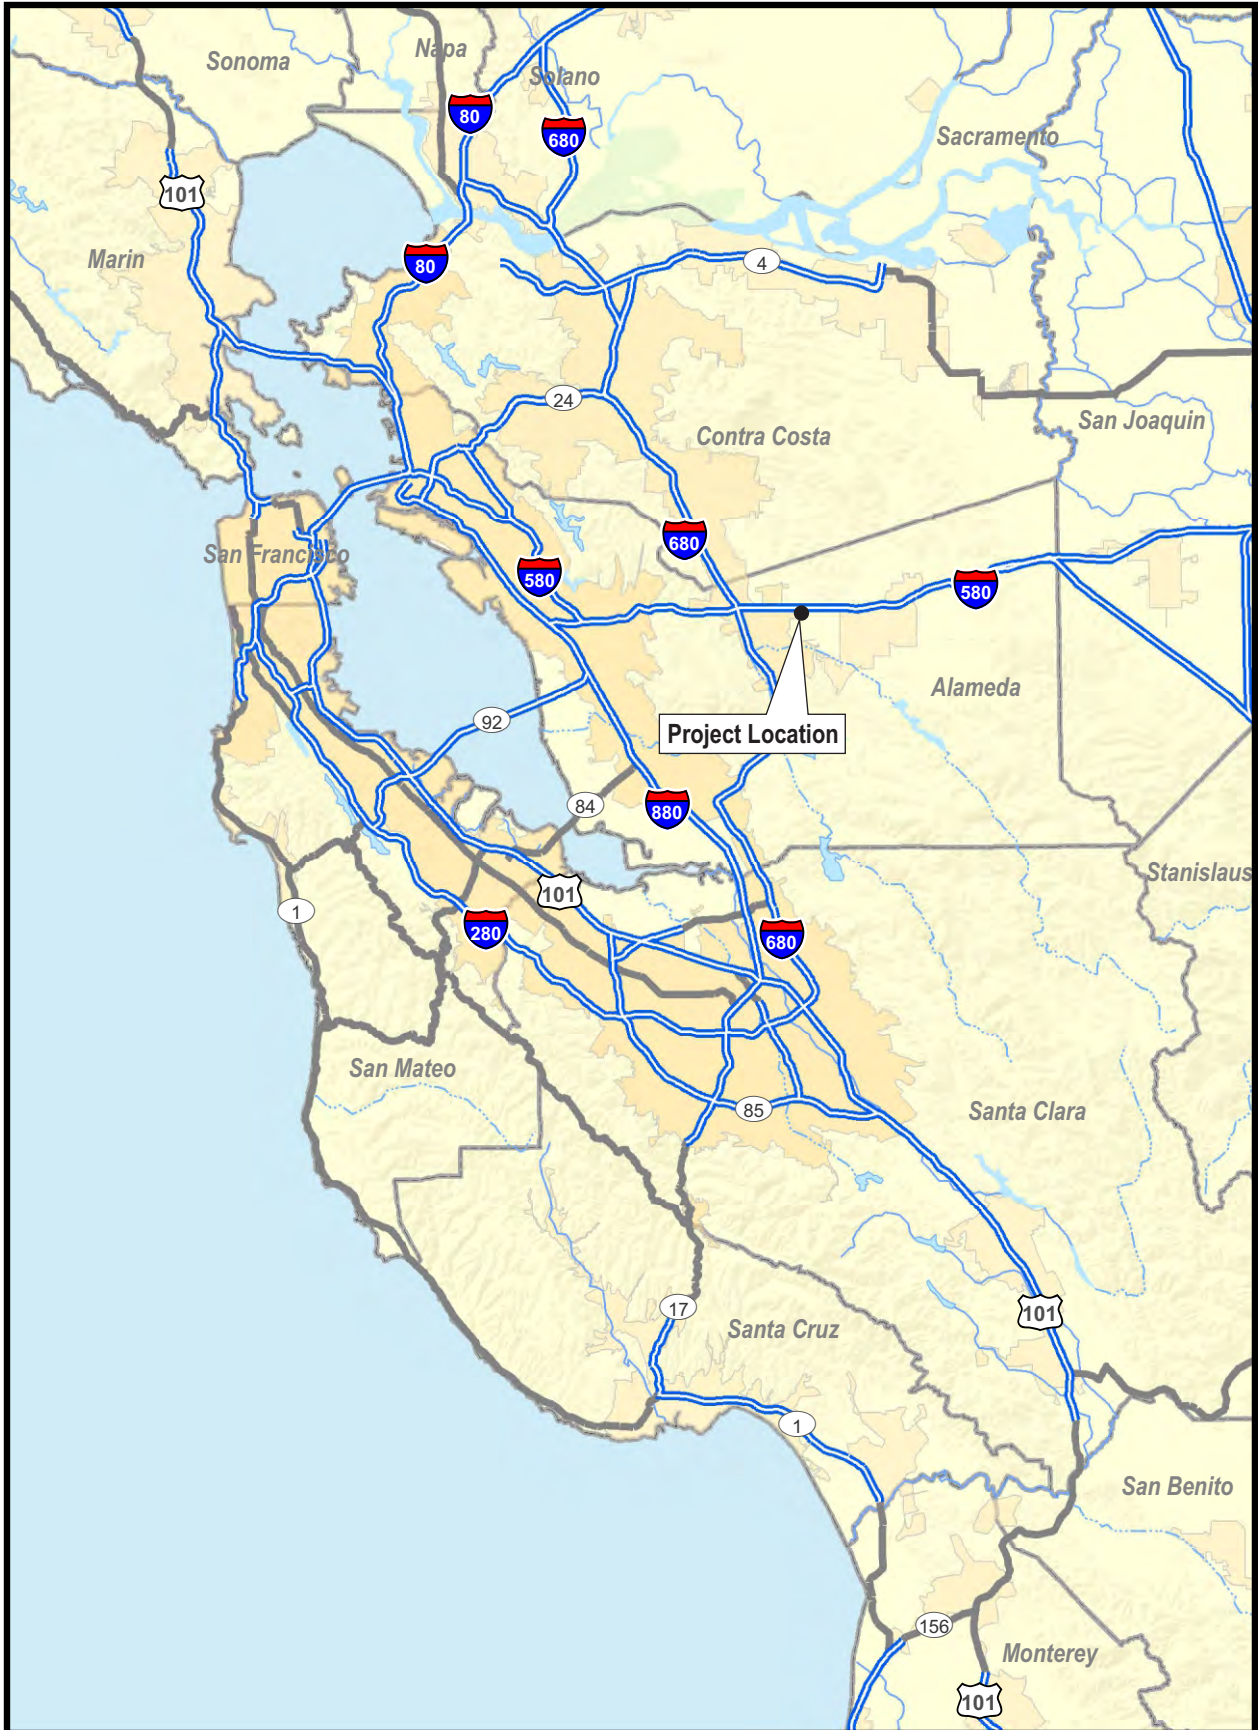 Napa
Sonoma
Solano
80
680
Sacramento
101
Marin
80
4
24
San Joaquin
Contra Costa
680
San Francisco
580
580
Alameda
92
Project Location
84
880
Stanislaus
101
1
280
680
San Mateo
85
Santa Clara
17
101
Santa Cruz
1
San Benito
156
Monterey
101